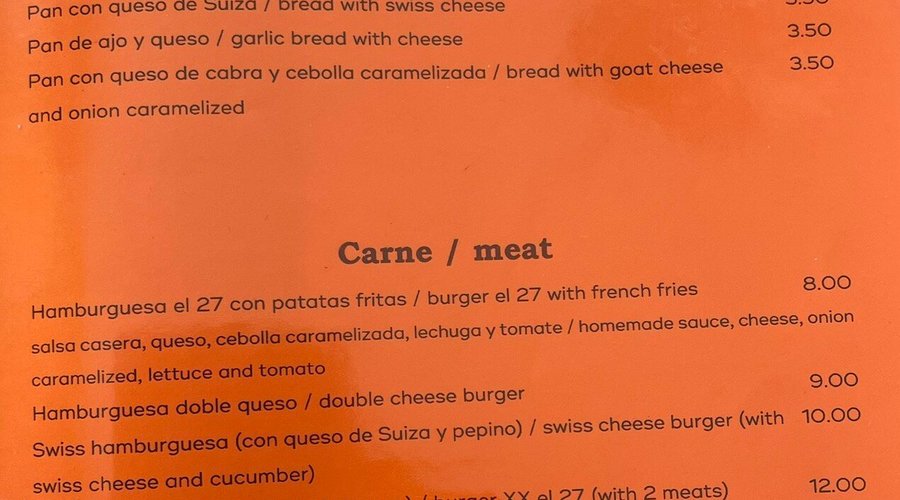 Pan con queso de Suiza / bread with swiss cheese 3.50
Pan de ajo y queso / garlic bread with cheese 3.50
Pan con queso de cabra y cebolla caramelizada / bread with goat cheese 3.50
and onion caramelized
Carne / meat
Hamburguesa el 27 con patatas fritas / burger el 27 with french fries 8.00
salsa casera, queso, cebolla caramelizada, lechuga y tomate / homemade sauce, cheese, onion
caramelized, lettuce and tomato
Hamburguesa doble queso / double cheese burger 9.00
Swiss hamburguesa (con queso de Suiza y pepino) / swiss cheese burger (with 10.00
swiss cheese and cucumber)
/ burger XX el 27 (with 2 meats) 12.00